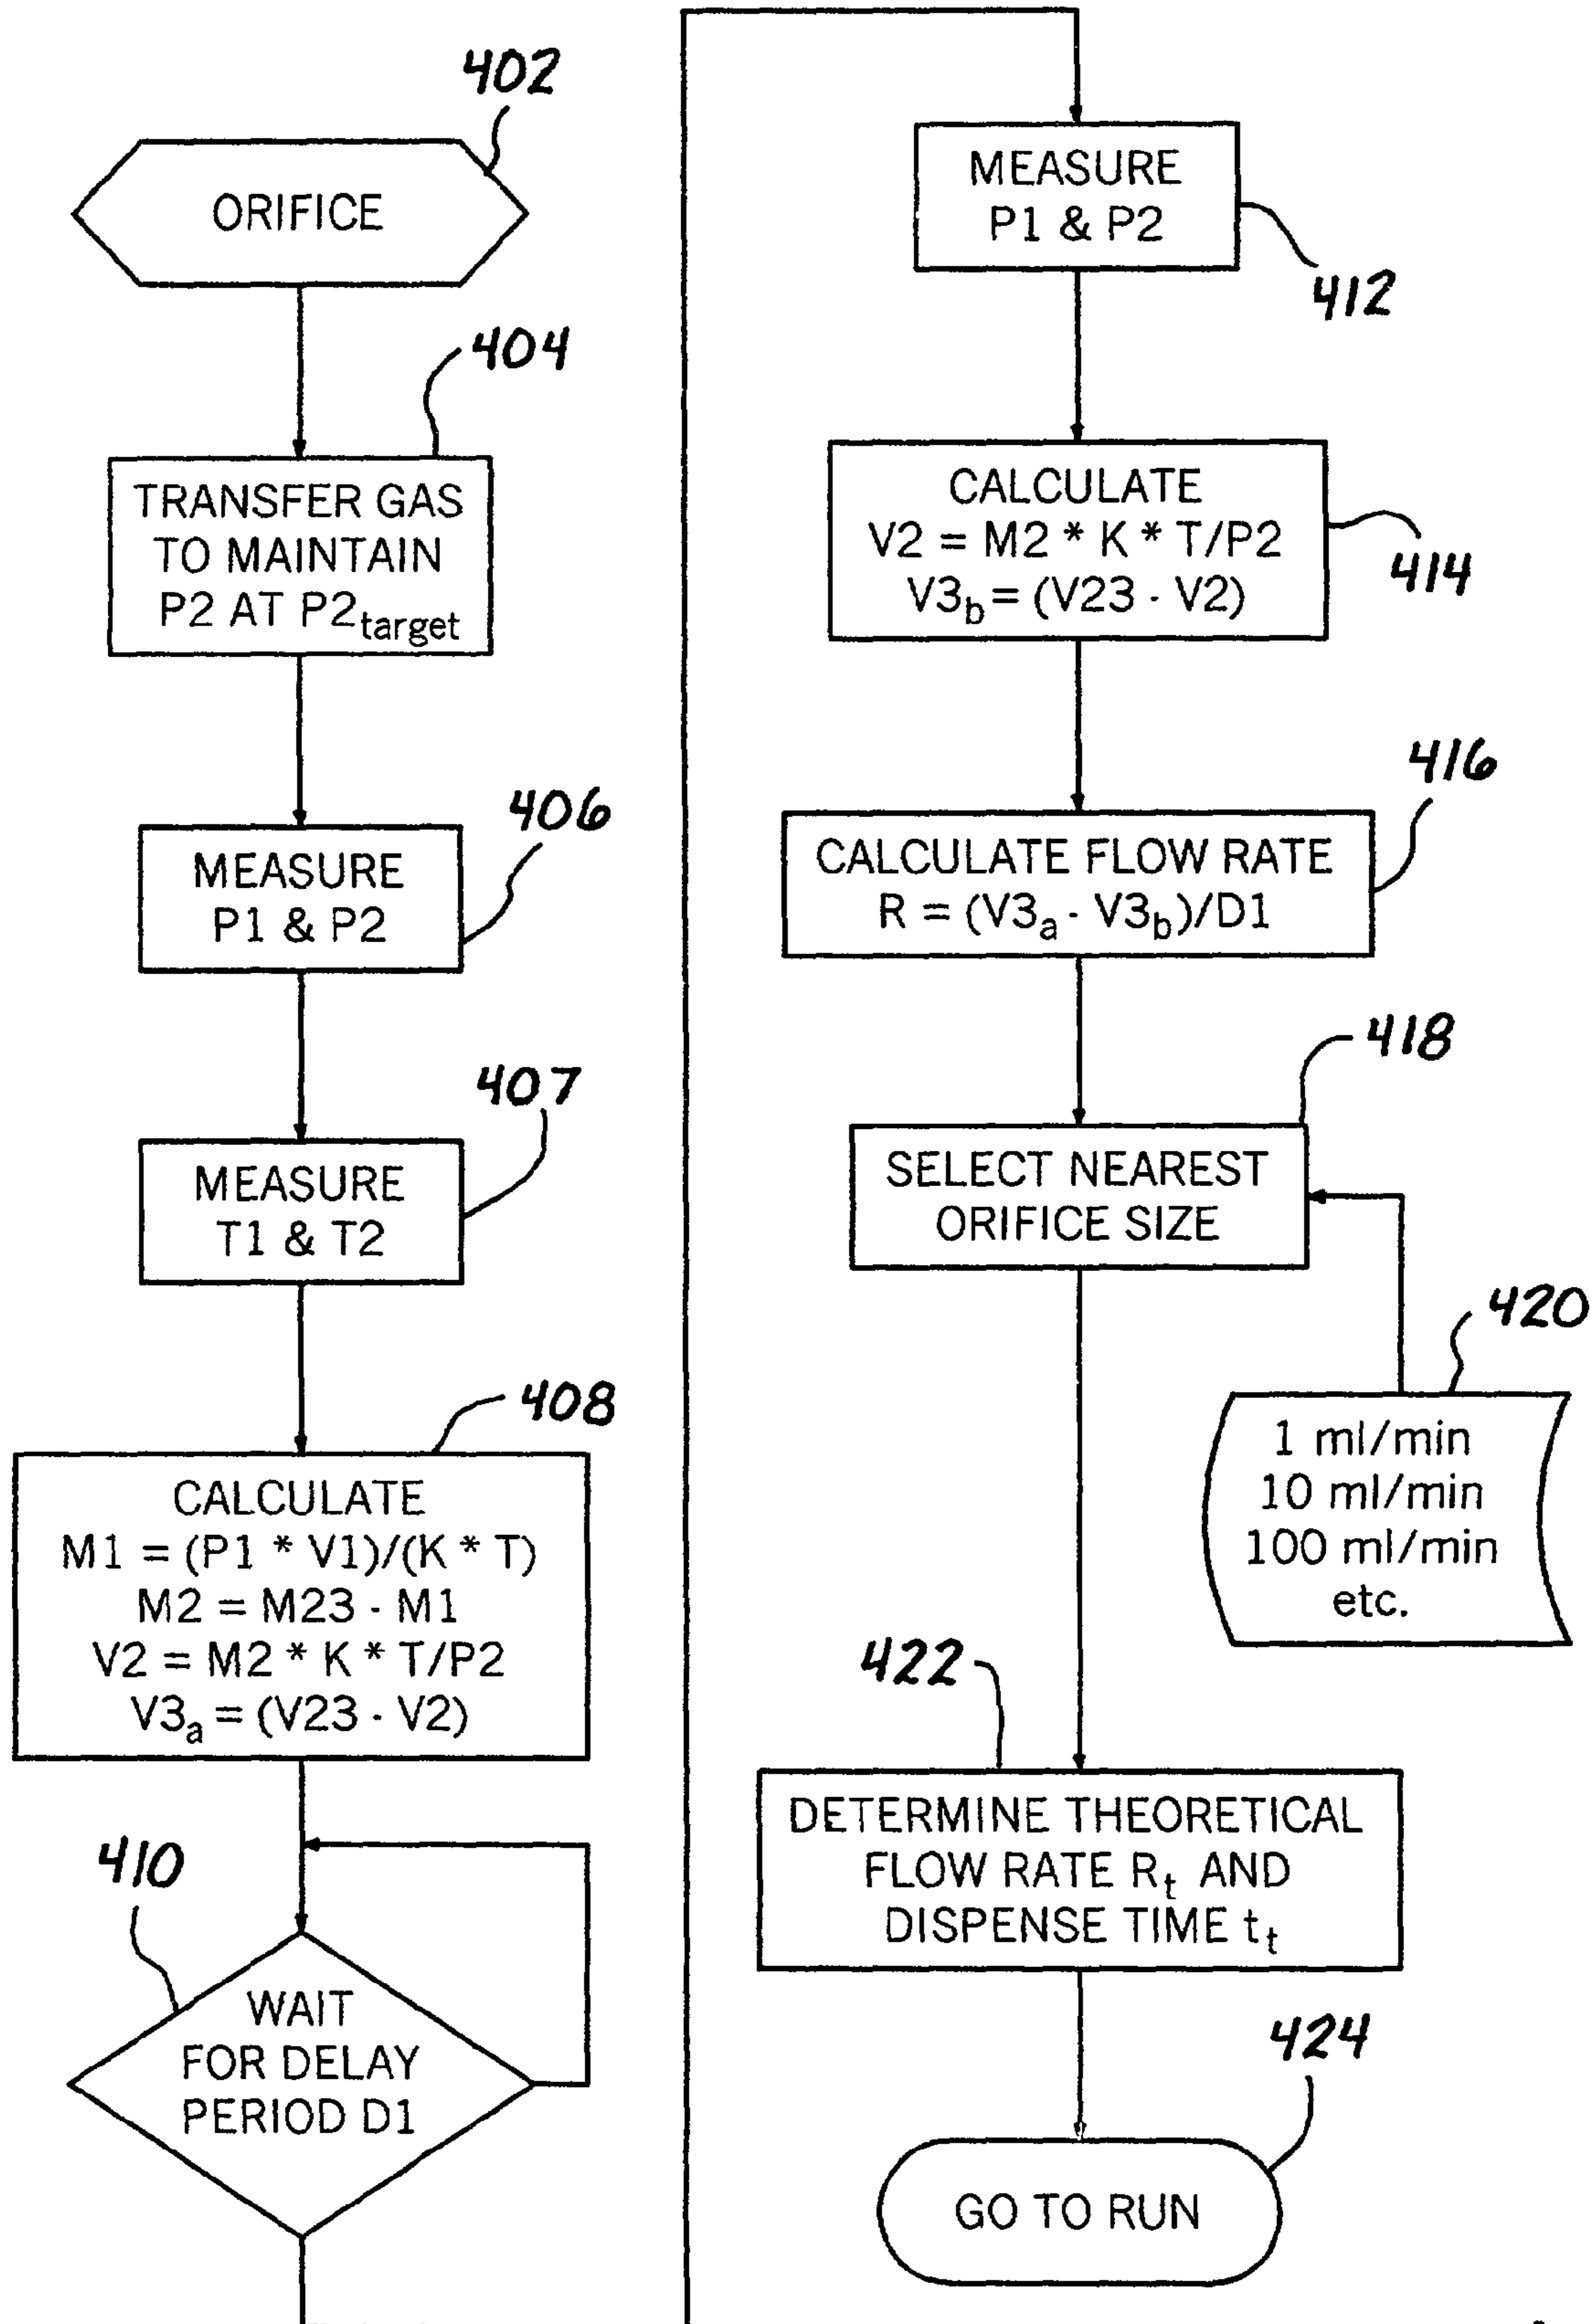 402
ORIFICE
404
TRANSFER GAS
TO MAINTAIN
P2 AT P2target
406
MEASURE
P1 & P2
407
MEASURE
T1 & T2
408
CALCULATE
M1 = (P1 * V1)/(K * T)
M2 = M23 - M1
V2 = M2 * K * T/P2
V3a = (V23 - V2)
410
WAIT
FOR DELAY
PERIOD D1
MEASURE
P1 & P2
412
CALCULATE
V2 = M2 * K * T/P2
V3b = (V23 - V2)
414
416
CALCULATE FLOW RATE
R = (V3a - V3b)/D1
418
SELECT NEAREST
ORIFICE SIZE
420
1 ml/min
10 ml/min
100 ml/min
etc.
422
DETERMINE THEORETICAL
FLOW RATE Rt AND
DISPENSE TIME tt
424
GO TO RUN